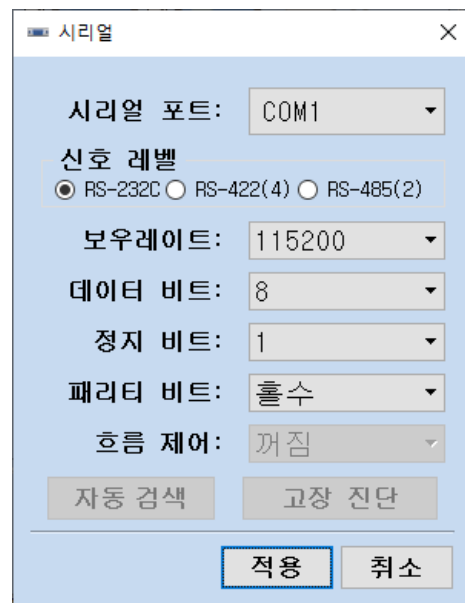 시리얼
시리얼 포트: COM1
신호 레벨
RS-232C RS-422(4) RS-485(2)
보우레이트: 115200
데이터 비트: 8
정지 비트: 1
패리티 비트: 홀수
흐름 제어: 꺼짐
자동 검색 고장 진단
적용 취소